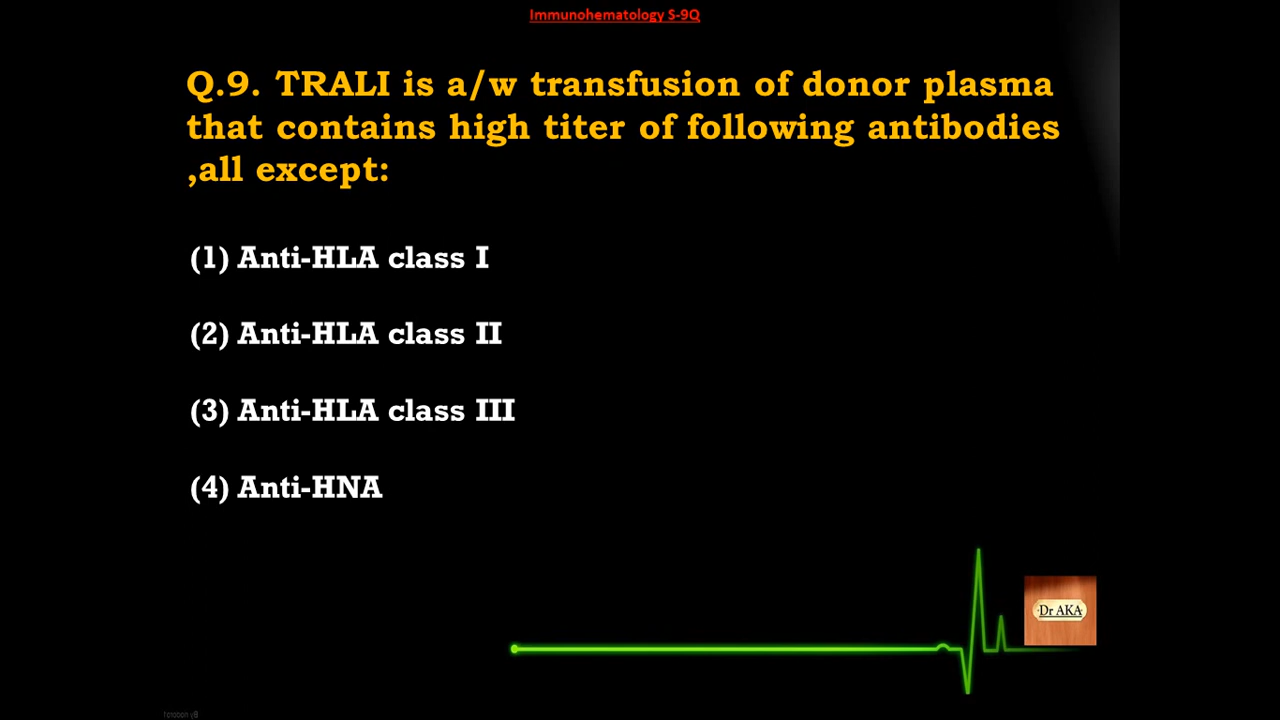 Immunohematology S-9Q
Q.9. TRALI is a/w transfusion of donor plasma
that contains high titer of following antibodies
,all except:
(1) Anti-HLA class I
(2) Anti-HLA class II
(3) Anti-HLA class III
(4) Anti-HNA
Dr AKA